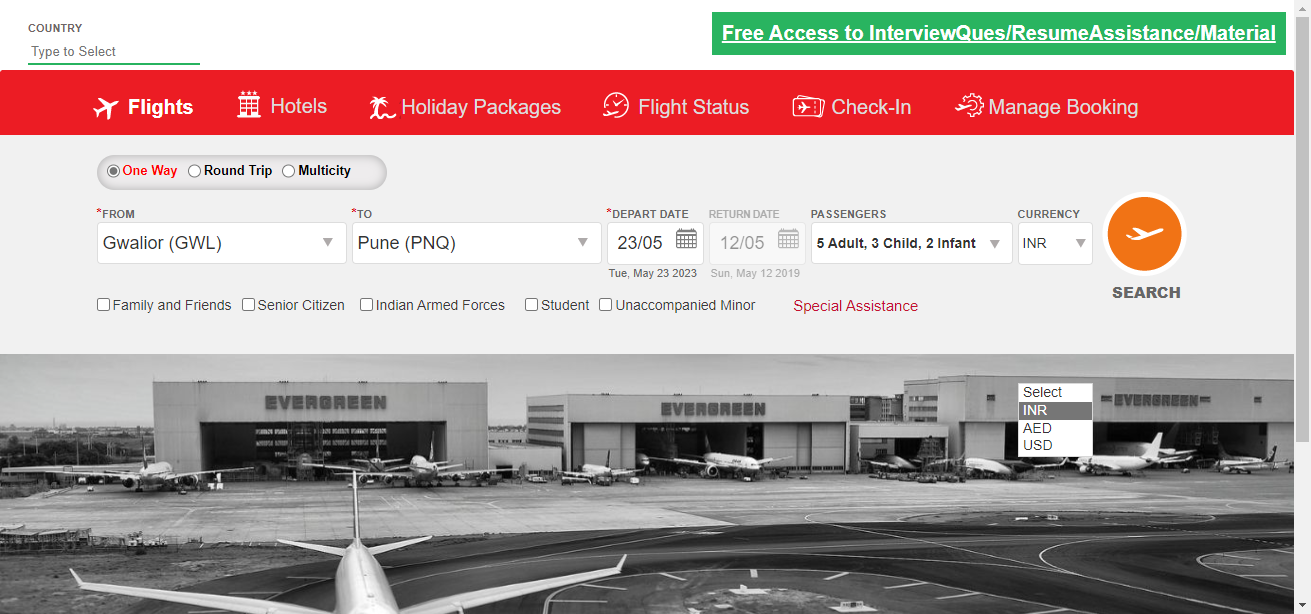 COUNTRY
Type to Select
Free Access to InterviewQues/ResumeAssistance/Material
Flights
Hotels
Holiday Packages
Flight Status
Check-In
Manage Booking
One Way
Round Trip
Multicity
*FROM
*TO
*DEPART DATE
RETURN DATE
PASSENGERS
CURRENCY
Gwalior (GWL)
Pune (PNQ)
23/05
12/05
5 Adult, 3 Child, 2 Infant
INR
Tue, May 23 2023
Sun, May 12 2019
SEARCH
Family and Friends
Senior Citizen
Indian Armed Forces
Student
Unaccompanied Minor
Special Assistance
EVERGREEN
EVERGREEN
EVERGREEN
Select
INR
AED
USD